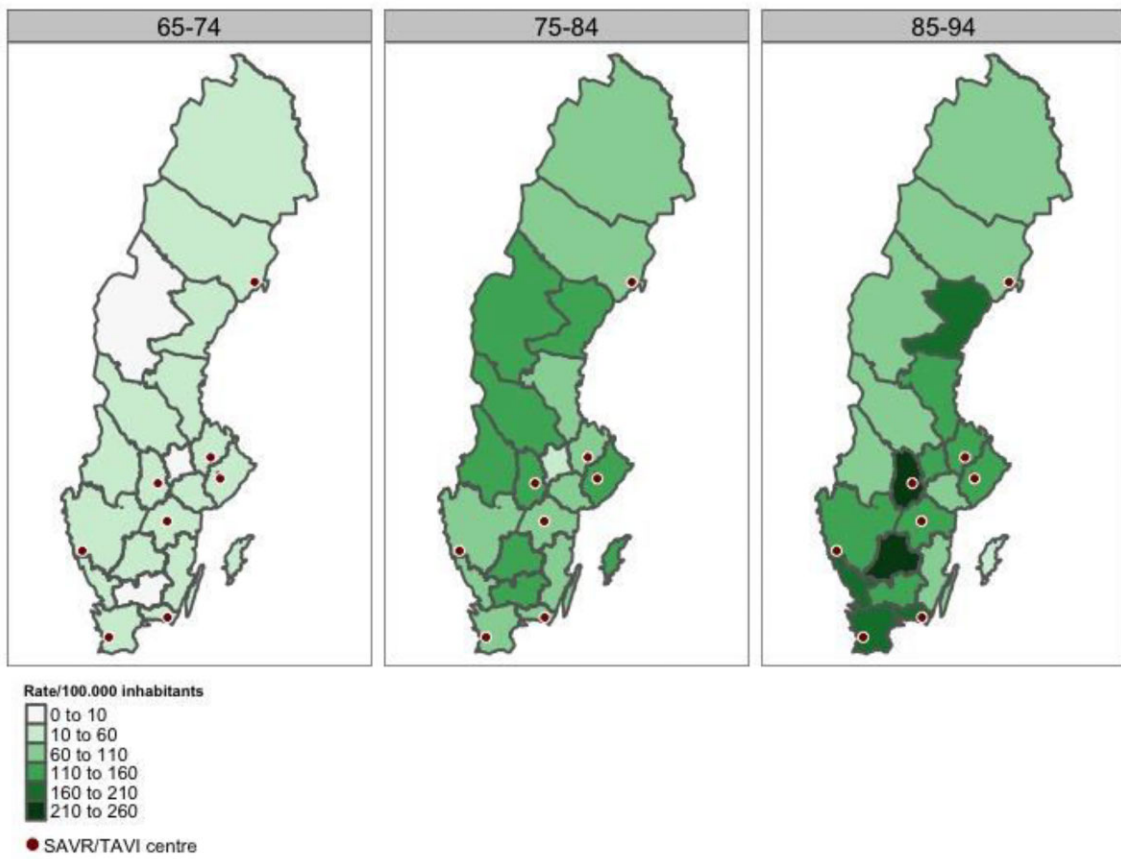 65-74
75-84
85-94
Rate/100.000 inhabitants
0 to 10
10 to 60
60 to 110
110 to 160
160 to 210
210 to 260
SAVR/TAVI centre